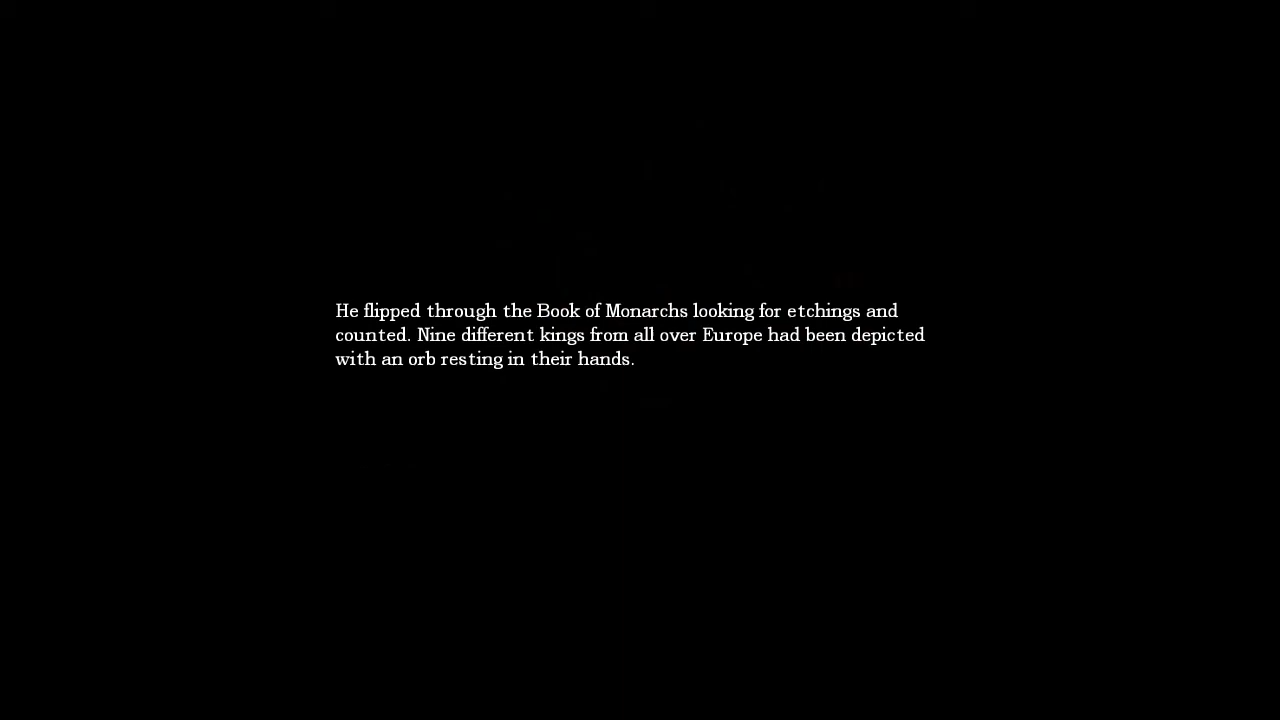 He flipped through the Book of Monarchs looking for etchings and
counted. Nine different kings from all over Europe had been depicted
with an orb resting in their hands.